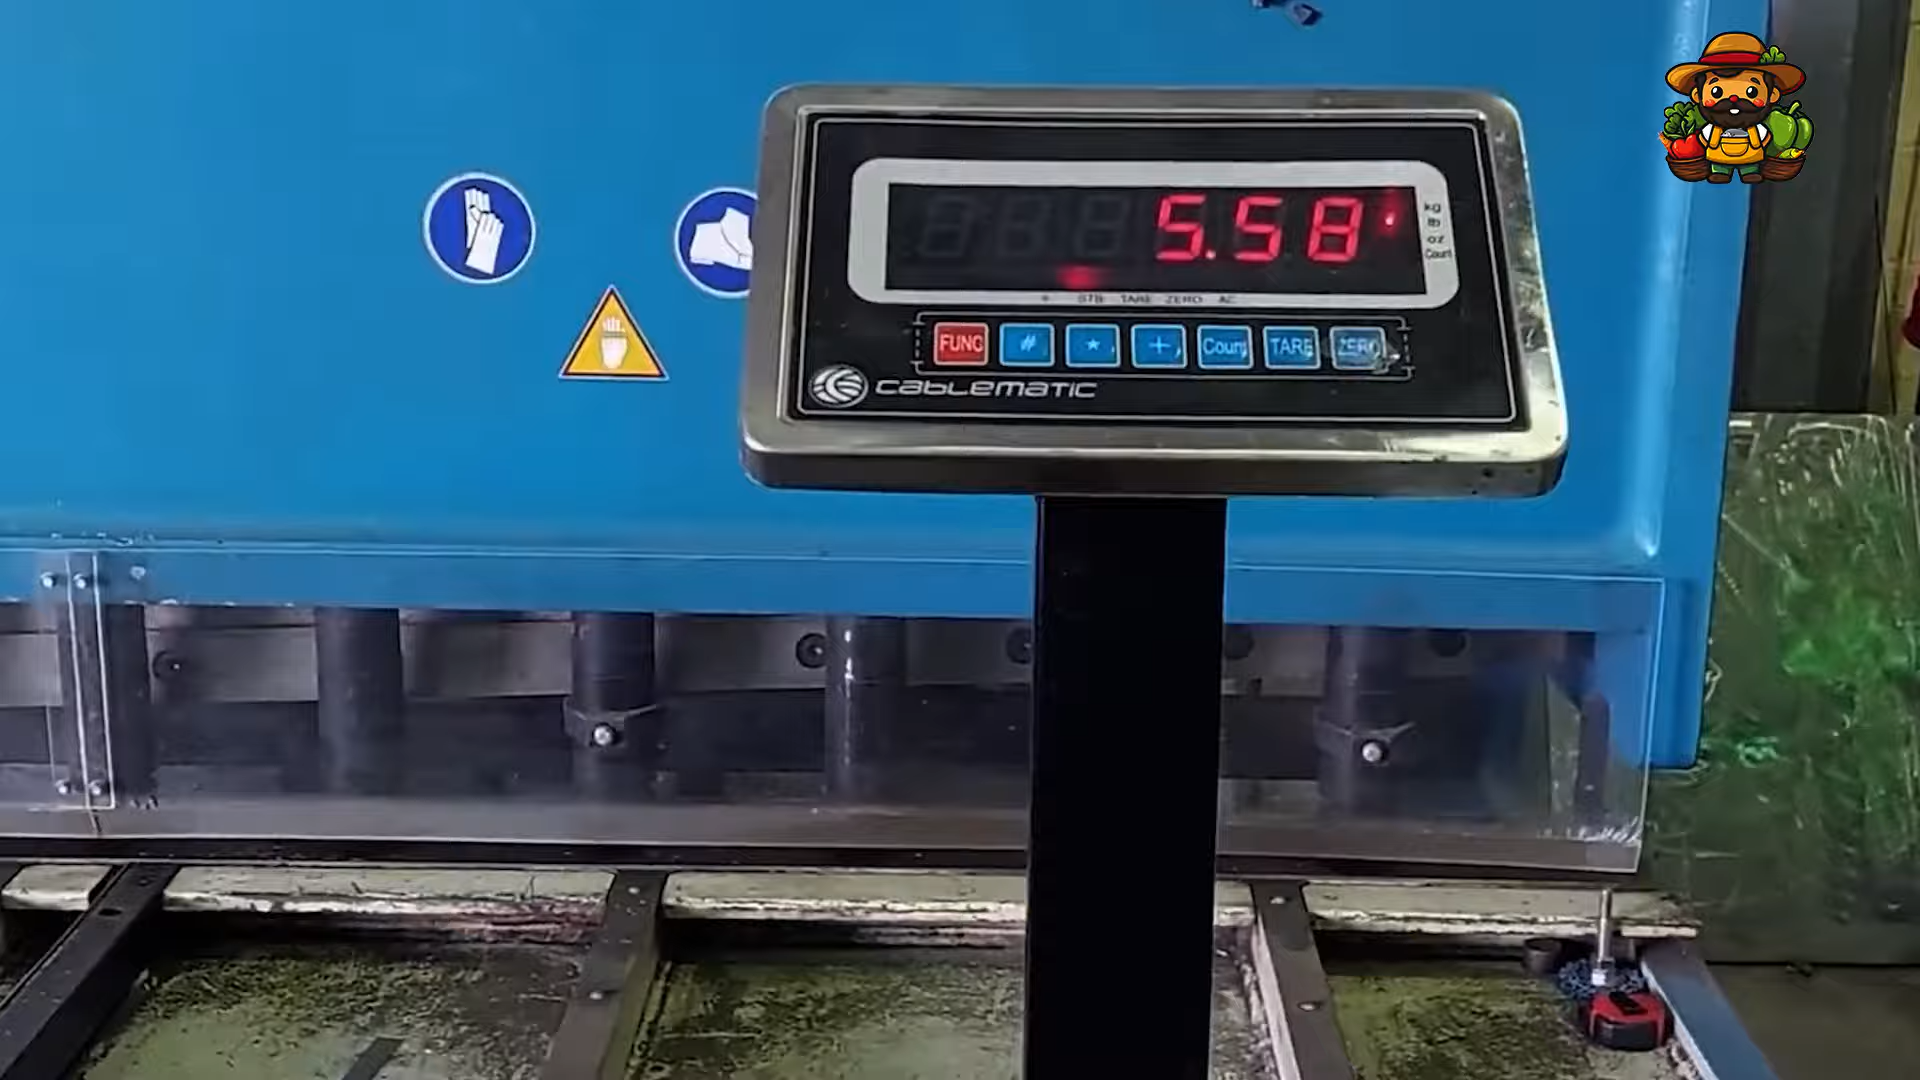 5.58
kg
lb
oz
Count
STB TARE ZERO AC
FUNC # * + Count TARE ZERO
CABLEMATIC